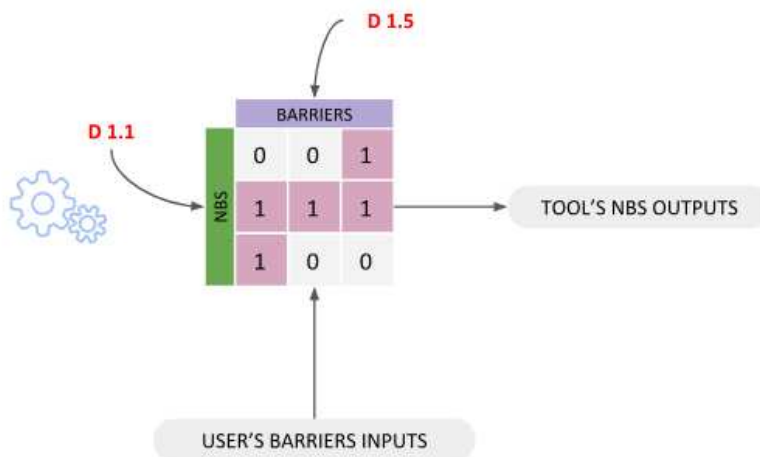 D 1.5
BARRIERS
D 1.1
NBS
0 0 1
1 1 1
1 0 0
TOOL'S NBS OUTPUTS
USER'S BARRIERS INPUTS